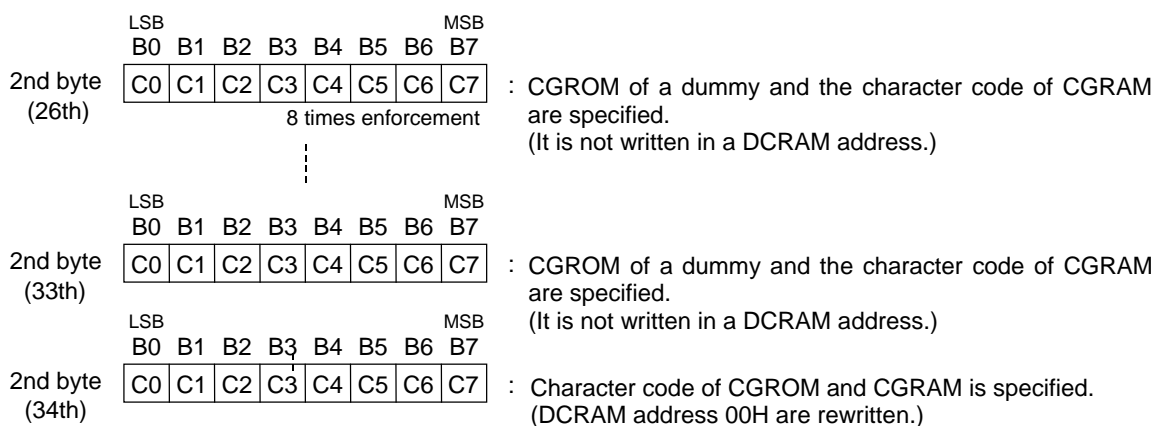 LSB MSB
B0 B1 B2 B3 B4 B5 B6 B7
2nd byte C0 C1 C2 C3 C4 C5 C6 C7 : CGROM of a dummy and the character code of CGRAM
(26th) 8 times enforcement are specified.
(It is not written in a DCRAM address.)
LSB MSB
B0 B1 B2 B3 B4 B5 B6 B7
2nd byte C0 C1 C2 C3 C4 C5 C6 C7 : CGROM of a dummy and the character code of CGRAM
(33th) are specified.
(It is not written in a DCRAM address.)
LSB MSB
B0 B1 B2 B3 B4 B5 B6 B7
2nd byte C0 C1 C2 C3 C4 C5 C6 C7 : Character code of CGROM and CGRAM is specified.
(34th) (DCRAM address 00H are rewritten.)